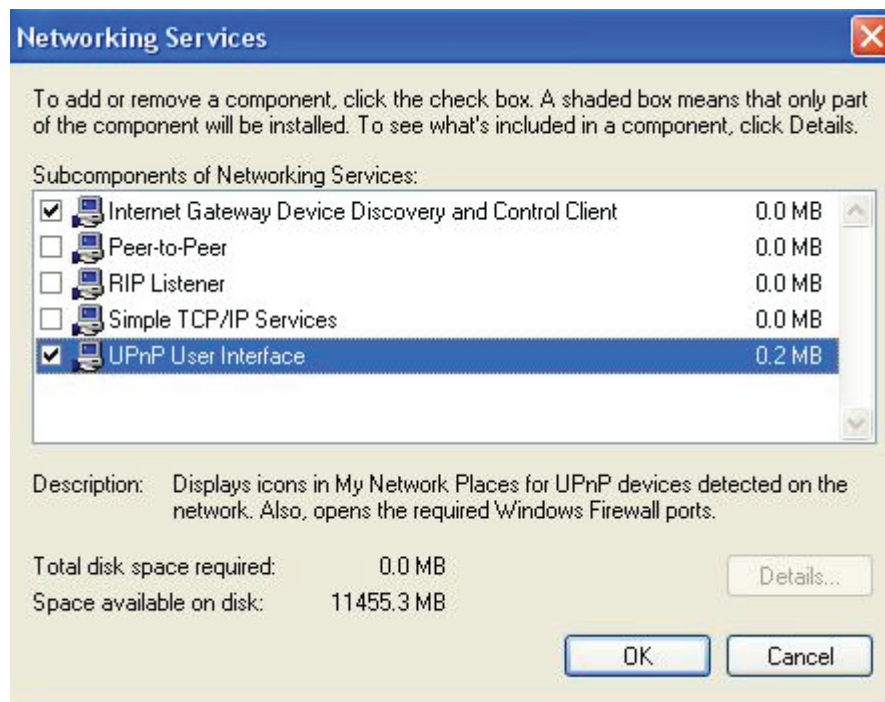 Networking Services
To add or remove a component, click the check box. A shaded box means that only part
of the component will be installed. To see what's included in a component, click Details.
Subcomponents of Networking Services:
Internet Gateway Device Discovery and Control Client 0.0 MB
Peer-to-Peer 0.0 MB
RIP Listener 0.0 MB
Simple TCP/IP Services 0.0 MB
UPnP User Interface 0.2 MB
Description: Displays icons in My Network Places for UPnP devices detected on the
network. Also, opens the required Windows Firewall ports.
Total disk space required: 0.0 MB
Details...
Space available on disk: 11455.3 MB
OK Cancel